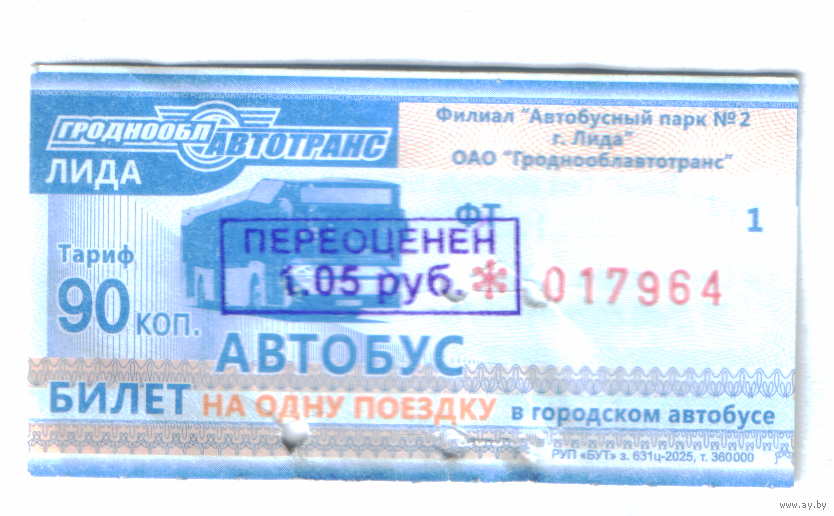 ГРОДНООБЛ
АВТОТРАНС
ЛИДА
Филиал "Автобусный парк №2
г. Лида"
ОАО "Гроднооблавтотранс"
ФТ
1
Тариф
90 коп.
ПЕРЕОЦЕНЕН
1.05 руб.
017964
АВТОБУС
БИЛЕТ НА ОДНУ ПОЕЗДКУ в городском автобусе
РУП «БУТ» з. 631ц-2025, т. 360000
www.ay.by